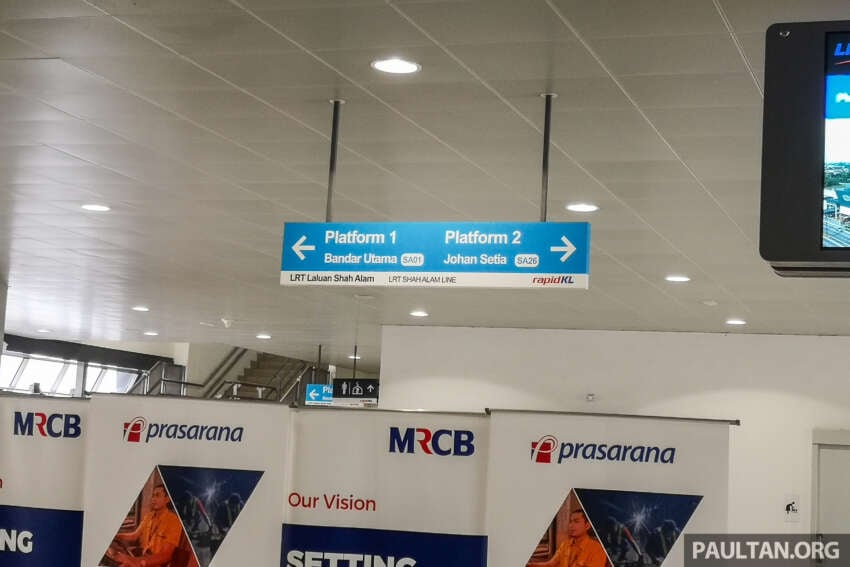 Platform 1
Platform 2
Bandar Utama SA01
Johan Setia SA26
LRT Laluan Shah Alam
LRT SHAH ALAM LINE
rapidKL
MRCB
prasarana
MRCB
prasarana
Our Vision
SETTING
NG
PAULTAN.ORG